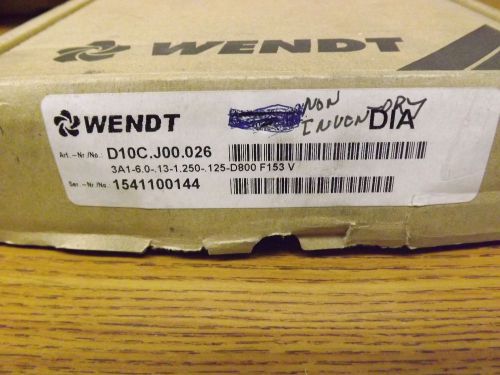 WENDT
WENDT
NON
INVENTORY
DIA
Art.-Nr /No.: D10C.J00.026
3A1-6.0-.13-1.250-.125-D800 F153 V
Ser.-Nr /No.: 1541100144